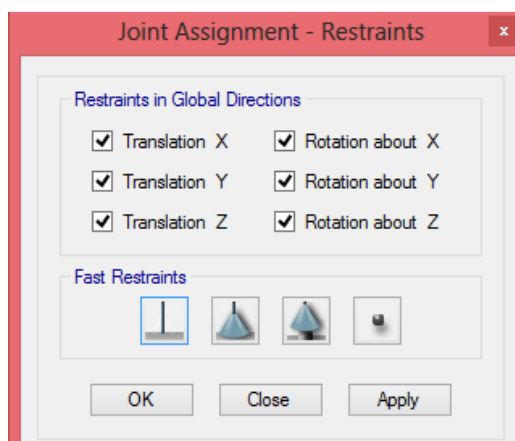 Joint Assignment - Restraints
x
Restraints in Global Directions
Translation X
Rotation about X
Translation Y
Rotation about Y
Translation Z
Rotation about Z
Fast Restraints
OK
Close
Apply